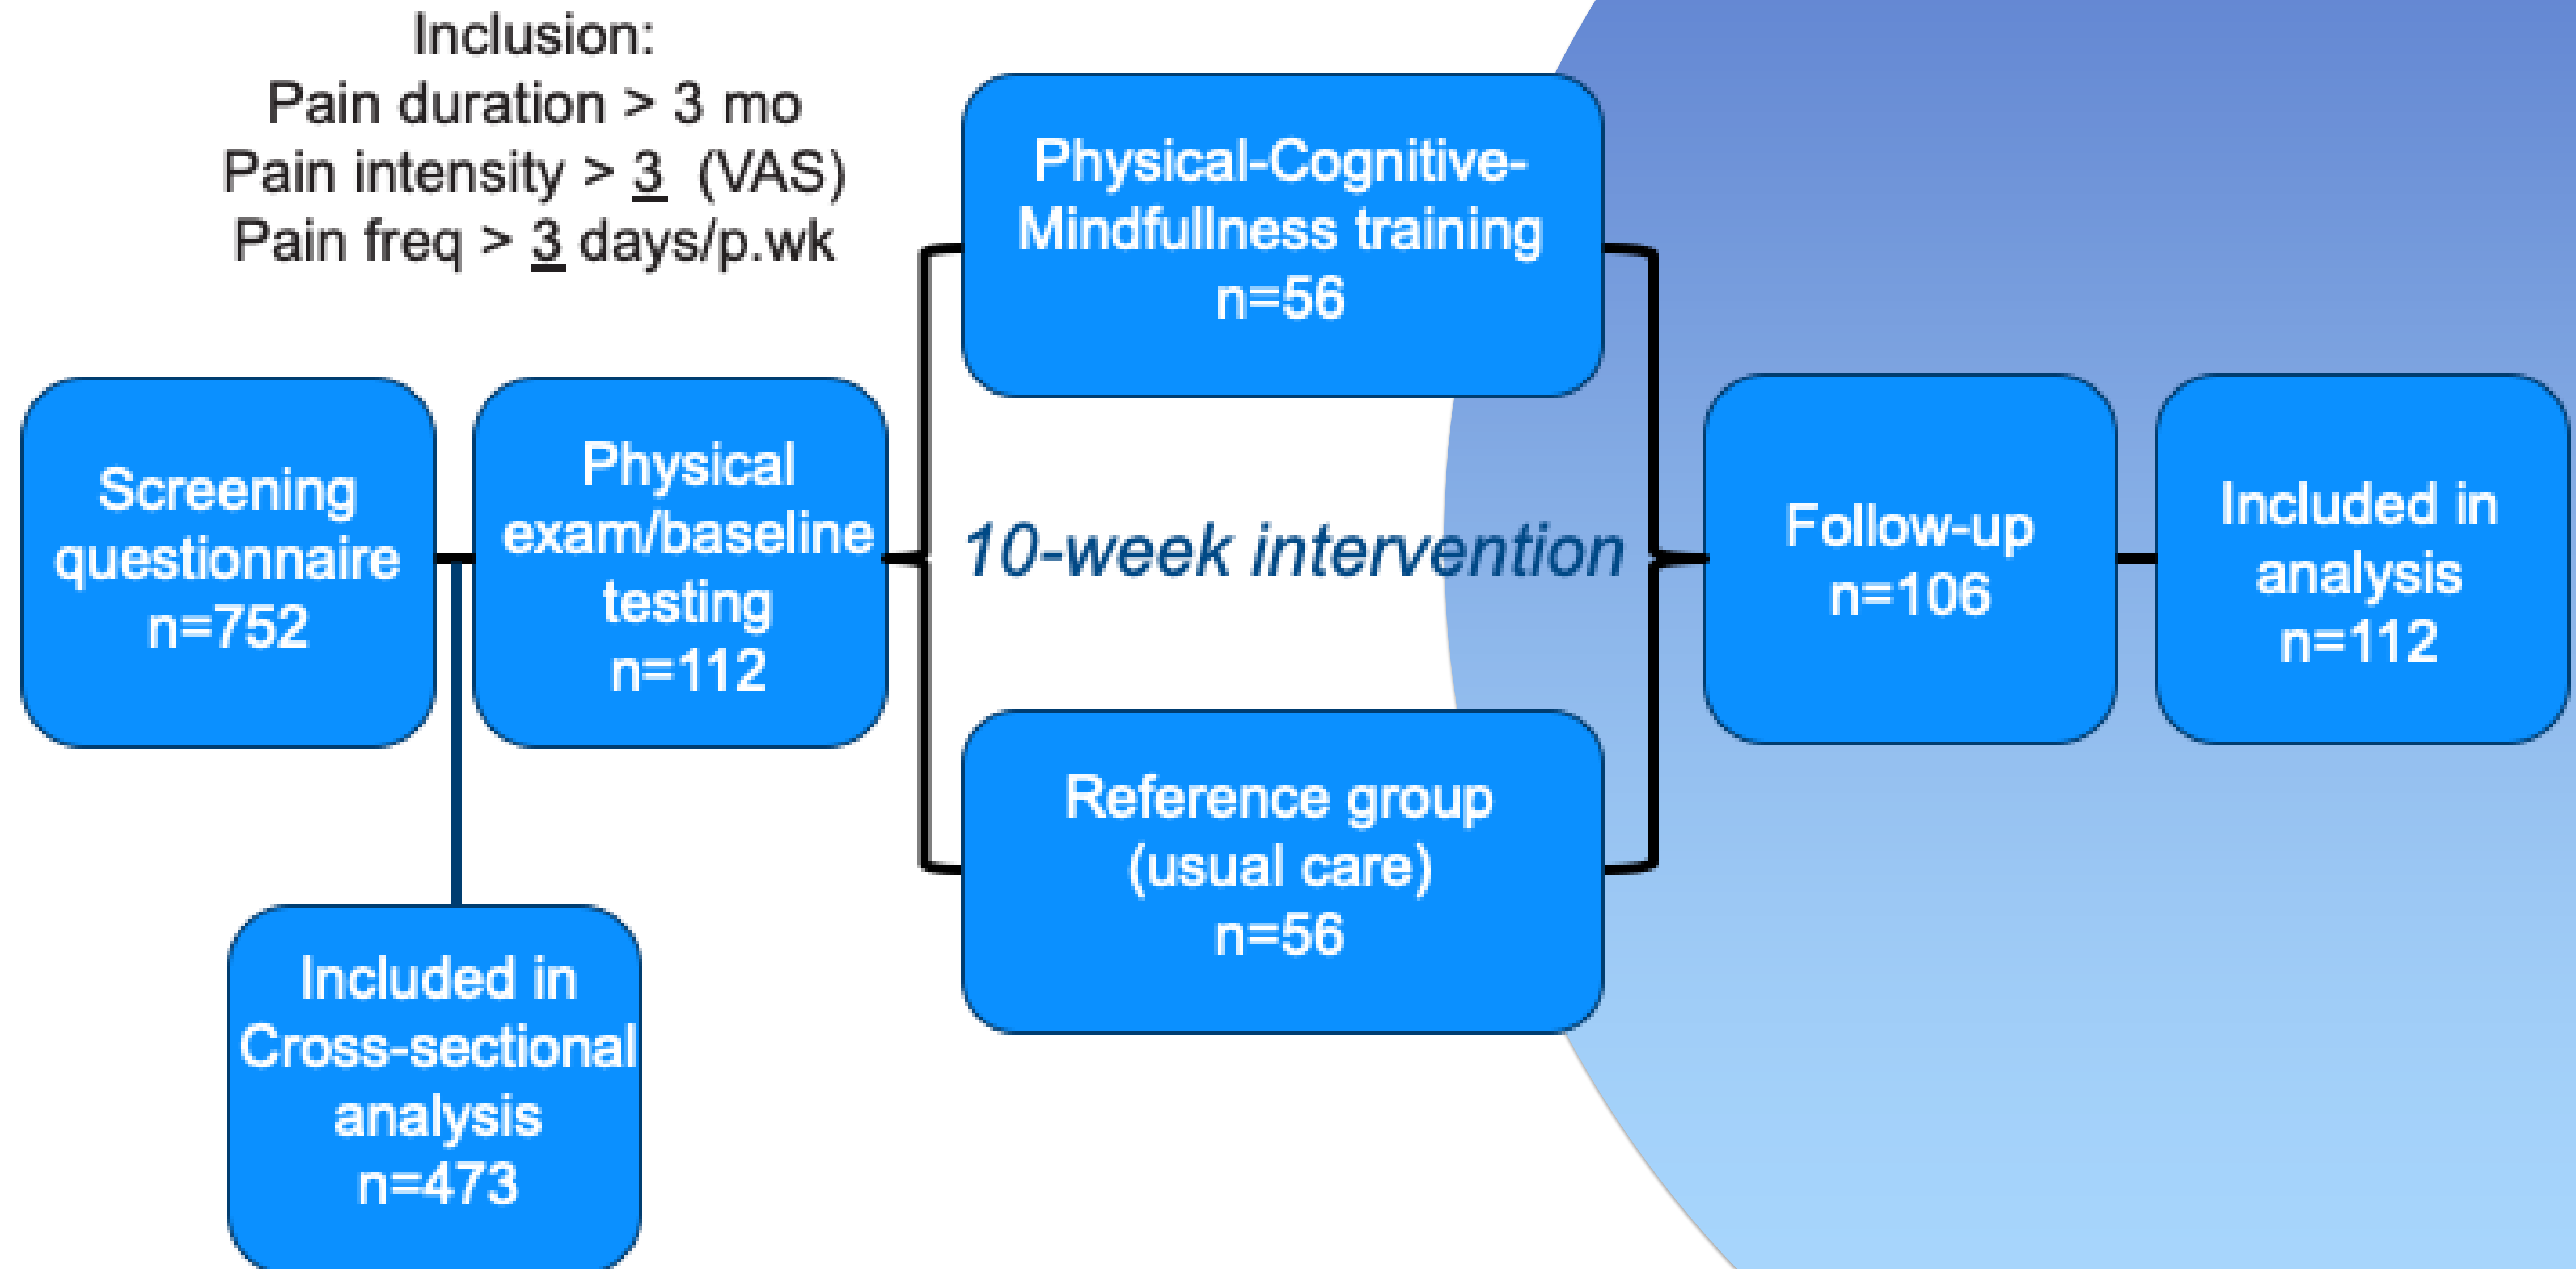 Inclusion:
Pain duration > 3 mo
Pain intensity > 3 (VAS)
Pain freq > 3 days/p.wk
Screening
questionnaire
n=752
Physical
exam/baseline
testing
n=112
Included in
Cross-sectional
analysis
n=473
Physical-Cognitive-
Mindfullness training
n=56
10-week intervention
Reference group
(usual care)
n=56
Follow-up
n=106
Included in
analysis
n=112